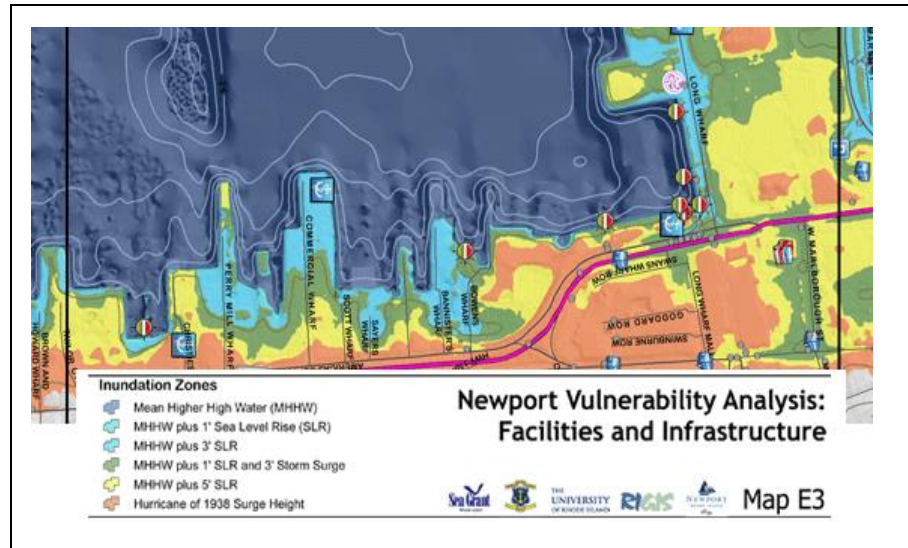 LONG WHARF
W MARLBOROUGH ST
SWANS WHARF ROW
LONG WHARF MALL
GODDARD ROW
SWINBURNE ROW
COMMERCIAL WHARF
PERRY MILL WHARF
SCOTT WHARF
SAYERS
WHARF
BANNISTER'S
WHARF
BOWENS
WHARF
BROWN AND
HOWARD WHARF
Inundation Zones
Mean Higher High Water (MHHW)
MHHW plus 1' Sea Level Rise (SLR)
MHHW plus 3' SLR
MHHW plus 1' SLR and 3' Storm Surge
MHHW plus 5' SLR
Hurricane of 1938 Surge Height
Newport Vulnerability Analysis:
Facilities and Infrastructure
Sea Grant
THE
UNIVERSITY
OF RHODE ISLAND
RIGIS
NEWPORT
Map E3